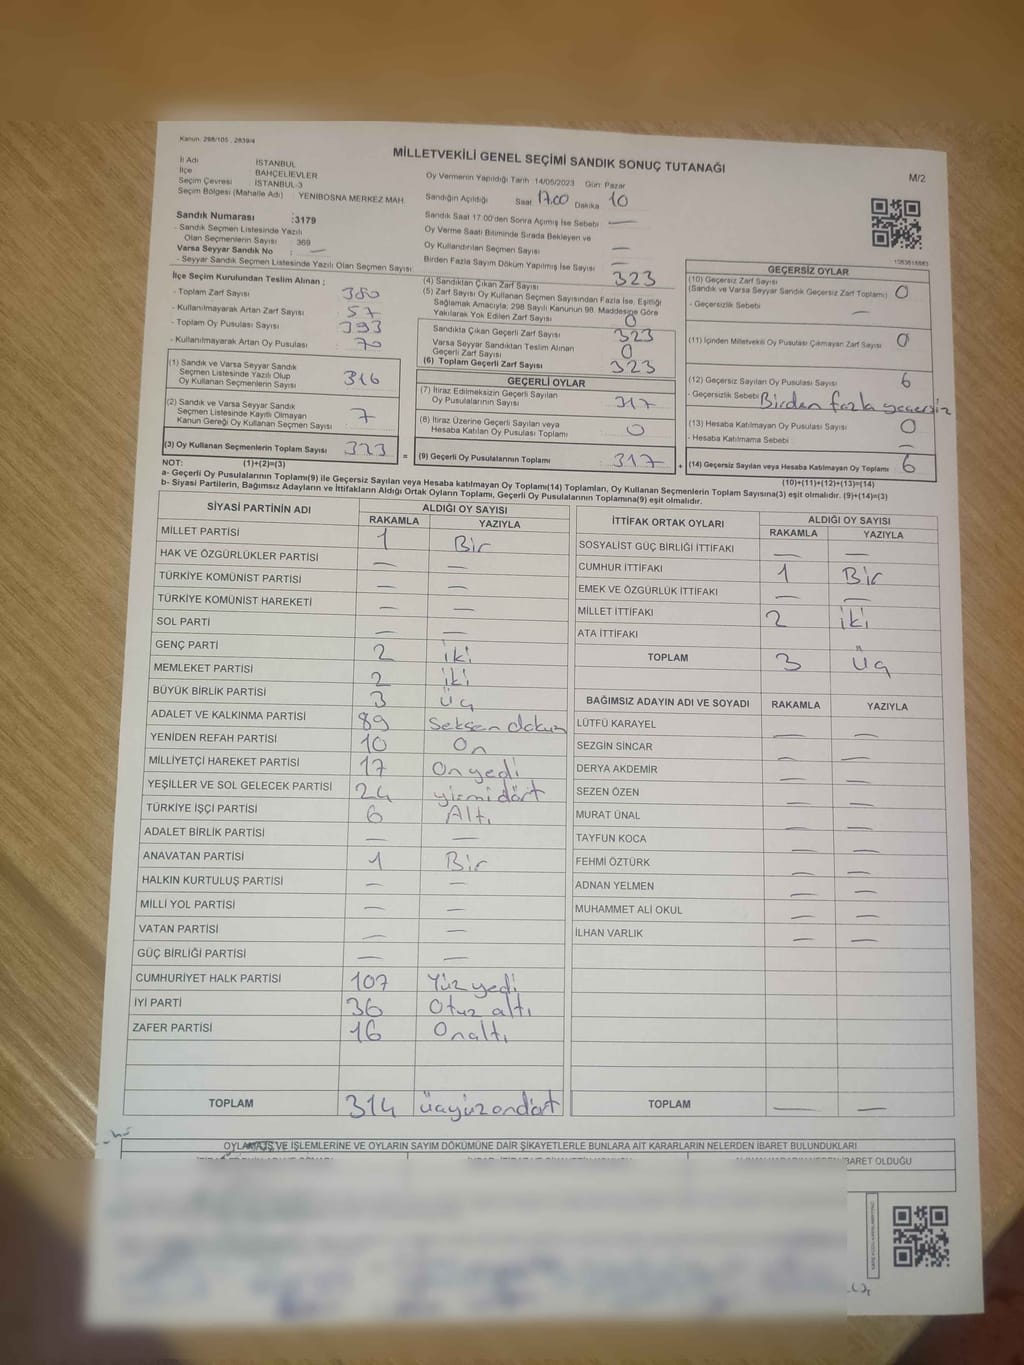 Kanun: 298/105 , 2839/4
MİLLETVEKİLİ GENEL SEÇİMİ SANDIK SONUÇ TUTANAĞI
M/2
İl Adı İSTANBUL
İlçe BAHÇELİEVLER
Seçim Çevresi İSTANBUL-3
Seçim Bölgesi (Mahalle Adı) : YENİBOSNA MERKEZ MAH.
Sandık Numarası :3179
- Sandık Seçmen Listesinde Yazılı
Olan Seçmenlerin Sayısı : 369
Varsa Seyyar Sandık No : —
- Seyyar Sandık Seçmen Listesinde Yazılı Olan Seçmen Sayısı:
Oy Vermenin Yapıldığı Tarih 14/05/2023 Gün: Pazar
Sandığın Açıldığı Saat 17.00 Dakika 10
Sandık Saat 17.00'den Sonra Açılmış İse Sebebi —
Oy Verme Saati Bitiminde Sırada Bekleyen ve
Oy Kullandırılan Seçmen Sayısı —
Birden Fazla Sayım Döküm Yapılmış İse Sayısı —
İlçe Seçim Kurulundan Teslim Alınan ;
- Toplam Zarf Sayısı 380
- Kullanılmayarak Artan Zarf Sayısı 57
- Toplam Oy Pusulası Sayısı 393
- Kullanılmayarak Artan Oy Pusulası 70
(1) Sandık ve Varsa Seyyar Sandık
Seçmen Listesinde Yazılı Olup
Oy Kullanan Seçmenlerin Sayısı 316
(2) Sandık ve Varsa Seyyar Sandık
Seçmen Listesinde Kayıtlı Olmayan
Kanun Gereği Oy Kullanan Seçmen Sayısı 7
(3) Oy Kullanan Seçmenlerin Toplam Sayısı 323 =
(4) Sandıktan Çıkan Zarf Sayısı 323
(5) Zarf Sayısı Oy Kullanan Seçmen Sayısından Fazla İse, Eşitliği
Sağlamak Amacıyla; 298 Sayılı Kanunun 98. Maddesine Göre
Yakılarak Yok Edilen Zarf Sayısı 0
Sandıkta Çıkan Geçerli Zarf Sayısı 323
Varsa Seyyar Sandıktan Teslim Alınan
Geçerli Zarf Sayısı 0
(6) Toplam Geçerli Zarf Sayısı 323
GEÇERLİ OYLAR
(7) İtiraz Edilmeksizin Geçerli Sayılan
Oy Pusulalarının Sayısı 317
(8) İtiraz Üzerine Geçerli Sayılan veya
Hesaba Katılan Oy Pusulası Toplamı 0
(9) Geçerli Oy Pusulalarının Toplamı 317 +
1083616883
GEÇERSİZ OYLAR
(10) Geçersiz Zarf Sayısı
(Sandık ve Varsa Seyyar Sandık Geçersiz Zarf Toplamı) 0
- Geçersizlik Sebebi —
(11) İçinden Milletvekili Oy Pusulası Çıkmayan Zarf Sayısı 0
(12) Geçersiz Sayılan Oy Pusulası Sayısı 6
- Geçersizlik Sebebi Birden fazla geçersiz
(13) Hesaba Katılmayan Oy Pusulası Sayısı 0
- Hesaba Katılmama Sebebi : —
(14) Geçersiz Sayılan veya Hesaba Katılmayan Oy Toplamı 6
NOT: (1)+(2)=(3)
(10)+(11)+(12)+(13)=(14)
a- Geçerli Oy Pusulalarının Toplamı(9) ile Geçersiz Sayılan veya Hesaba katılmayan Oy Toplamı(14) Toplamları, Oy Kullanan Seçmenlerin Toplam Sayısına(3) eşit olmalıdır. (9)+(14)=(3)
b- Siyasi Partilerin, Bağımsız Adayların ve İttifakların Aldığı Ortak Oyların Toplamı, Geçerli Oy Pusulalarının Toplamına(9) eşit olmalıdır.
SİYASİ PARTİNİN ADI ALDIĞI OY SAYISI
RAKAMLA YAZIYLA
MİLLET PARTİSİ 1 Bir
HAK VE ÖZGÜRLÜKLER PARTİSİ — —
TÜRKİYE KOMÜNİST PARTİSİ — —
TÜRKİYE KOMÜNİST HAREKETİ — —
SOL PARTİ — —
GENÇ PARTİ 2 iki
MEMLEKET PARTİSİ 2 iki
BÜYÜK BİRLİK PARTİSİ 3 Üç
ADALET VE KALKINMA PARTİSİ 89 Seksen dokuz
YENİDEN REFAH PARTİSİ 10 On
MİLLİYETÇİ HAREKET PARTİSİ 17 On yedi
YEŞİLLER VE SOL GELECEK PARTİSİ 24 yirmi dört
TÜRKİYE İŞÇİ PARTİSİ 6 Altı
ADALET BİRLİK PARTİSİ — —
ANAVATAN PARTİSİ 1 Bir
HALKIN KURTULUŞ PARTİSİ — —
MİLLİ YOL PARTİSİ — —
VATAN PARTİSİ — —
GÜÇ BİRLİĞİ PARTİSİ — —
CUMHURİYET HALK PARTİSİ 107 Yüz yedi
İYİ PARTİ 36 Otuz altı
ZAFER PARTİSİ 16 On altı
TOPLAM 314 üçyüz ondört
İTTİFAK ORTAK OYLARI ALDIĞI OY SAYISI
RAKAMLA YAZIYLA
SOSYALİST GÜÇ BİRLİĞİ İTTİFAKI — —
CUMHUR İTTİFAKI 1 Bir
EMEK VE ÖZGÜRLÜK İTTİFAKI — —
MİLLET İTTİFAKI 2 iki
ATA İTTİFAKI
TOPLAM 3 Üç
BAĞIMSIZ ADAYIN ADI VE SOYADI RAKAMLA YAZIYLA
LÜTFÜ KARAYEL — —
SEZGİN SİNCAR — —
DERYA AKDEMİR — —
SEZEN ÖZEN — —
MURAT ÜNAL — —
TAYFUN KOCA — —
FEHMİ ÖZTÜRK — —
ADNAN YELMEN — —
MUHAMMET ALİ OKUL — —
İLHAN VARLIK — —
TOPLAM — —
VE İŞLEMLERİNE VE OYLARIN SAYIM DÖKÜMÜNE DAİR ŞİKAYETLERLE BUNLARA AİT KARARLARIN NELERDEN İBARET BULUNDUKLARI
OLDUĞU